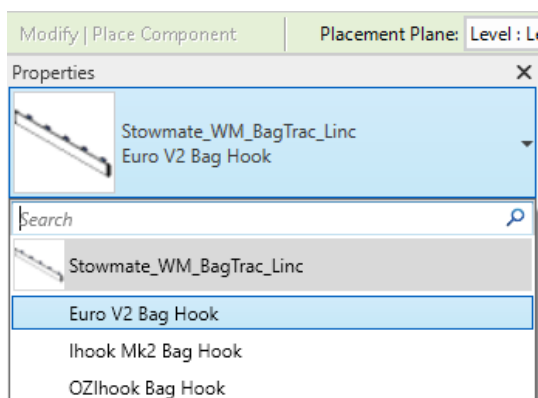 Modify | Place Component Placement Plane: Level : L
Properties
Stowmate_WM_BagTrac_Linc
Euro V2 Bag Hook
Search
Stowmate_WM_BagTrac_Linc
Euro V2 Bag Hook
Ihook Mk2 Bag Hook
OZIhook Bag Hook